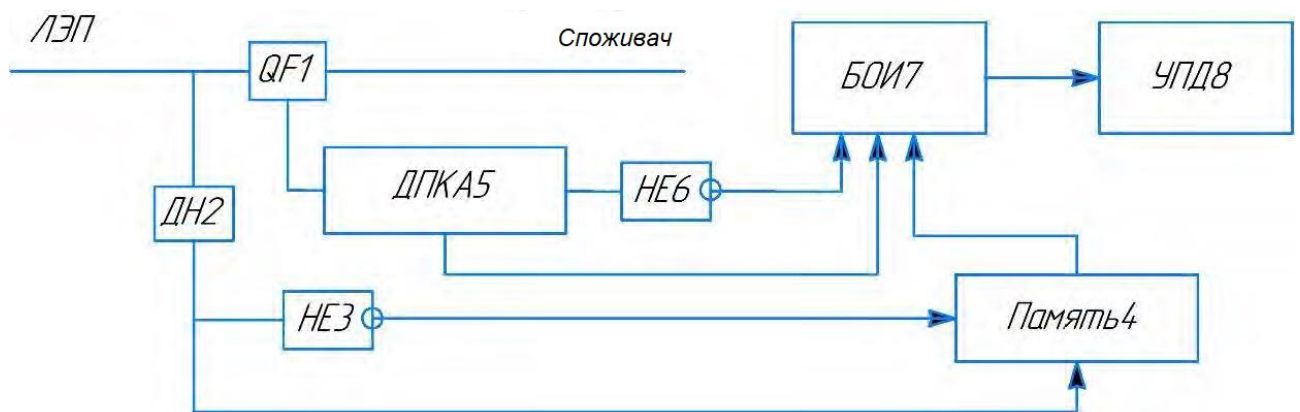 ЛЭП
Споживач
QF1
БОИ7
УПД8
ДПКА5
НЕ6
ДН2
НЕ3
Память4